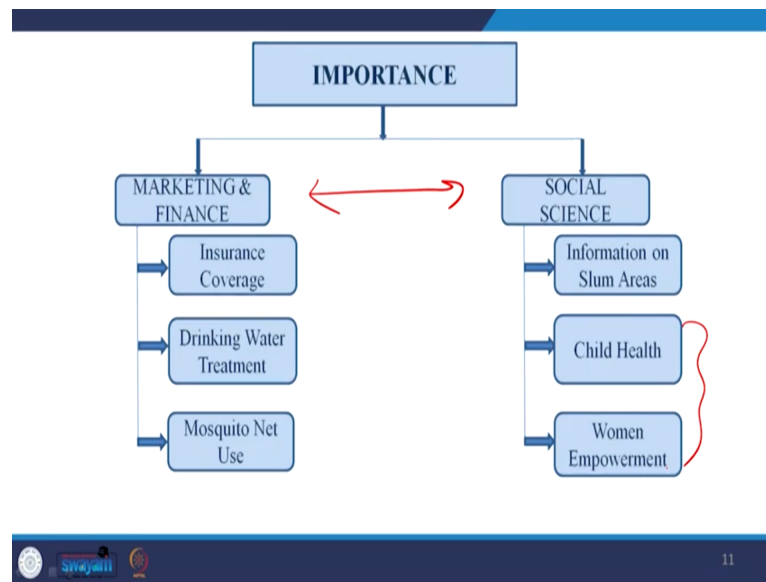 IMPORTANCE
MARKETING &
FINANCE
Insurance
Coverage
Drinking Water
Treatment
Mosquito Net
Use
SOCIAL
SCIENCE
Information on
Slum Areas
Child Health
Women
Empowerment
swayam
11